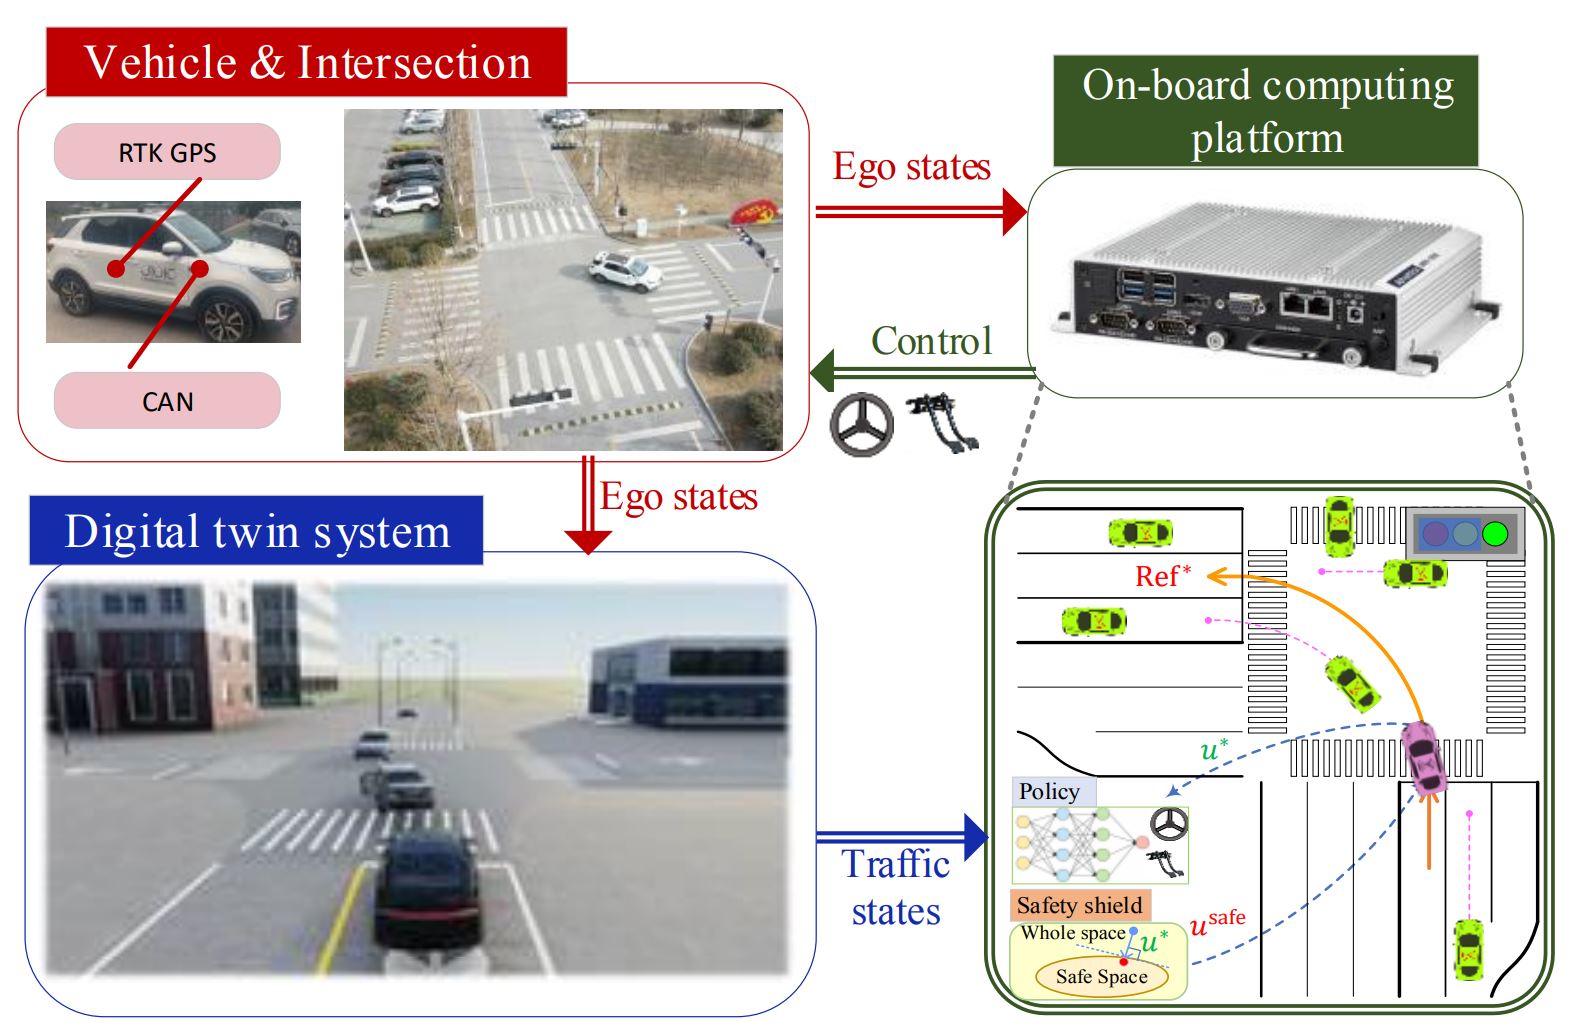 Vehicle & Intersection
RTK GPS
CAN
Ego states
Control
On-board computing
platform
Ego states
Digital twin system
Traffic
states
Ref*
u*
Policy
Safety shield
Whole space
u*
Safe Space
u^safe